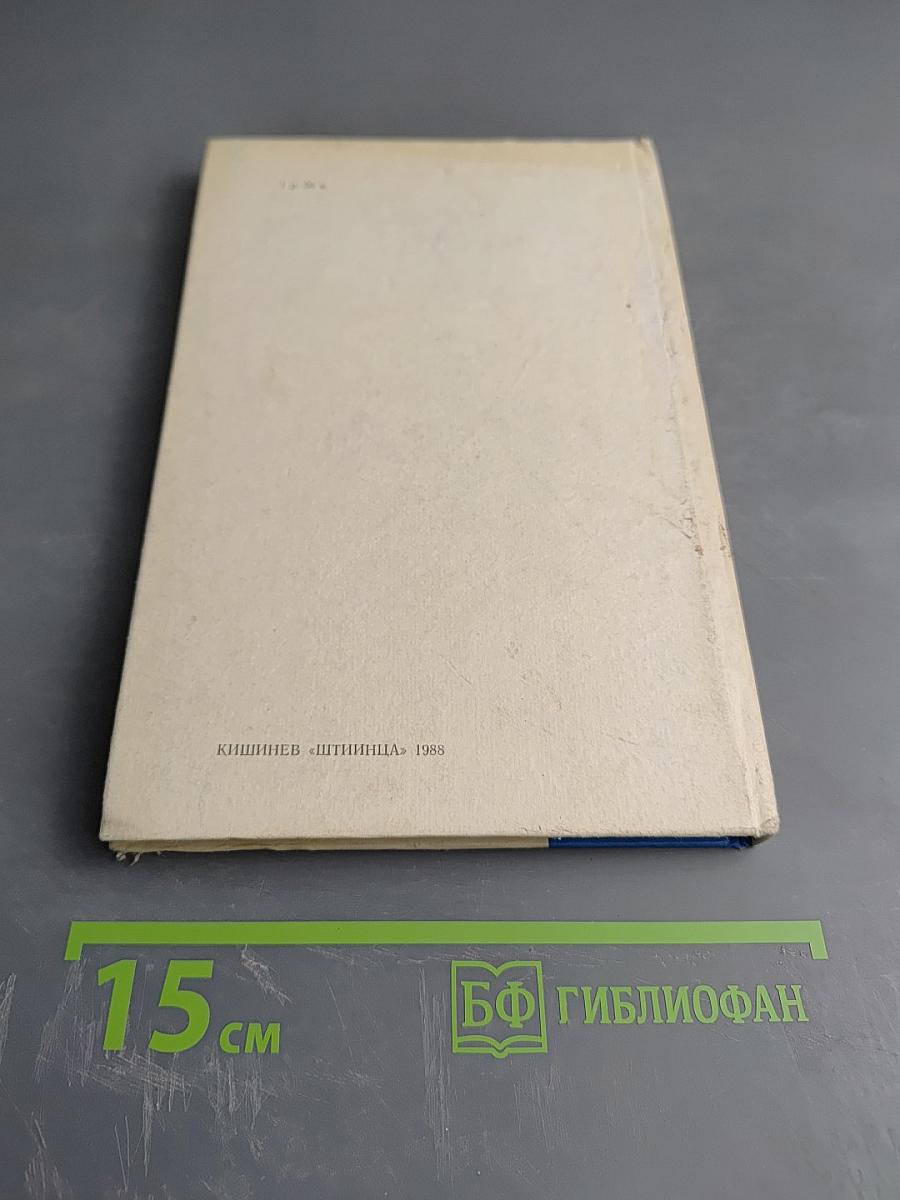 КИШИНЕВ «ШТИИНЦА» 1988
15 см
БФ ГИБЛИОФАН